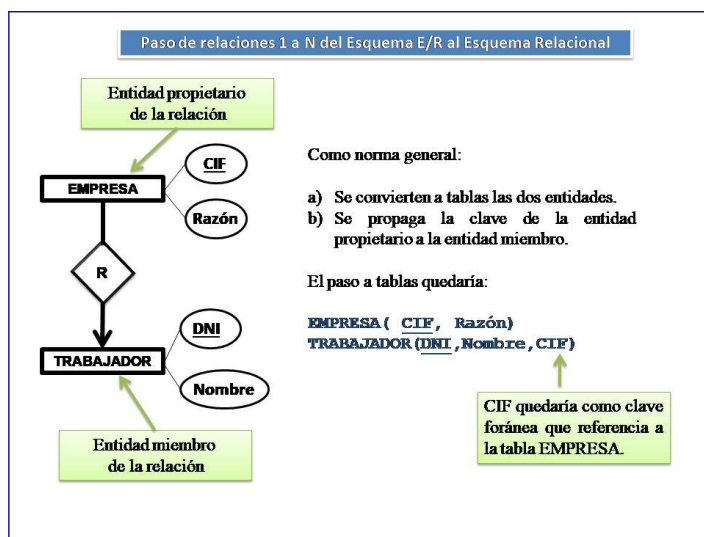 Paso de relaciones 1 a N del Esquema E/R al Esquema Relacional
Entidad propietario
de la relación
CIF
EMPRESA
Razón
R
DNI
TRABAJADOR
Nombre
Entidad miembro
de la relación
Como norma general:
a) Se convierten a tablas las dos entidades.
b) Se propaga la clave de la entidad
propietario a la entidad miembro.
El paso a tablas quedaría:
EMPRESA( CIF, Razón)
TRABAJADOR(DNI,Nombre,CIF)
CIF quedaría como clave
foránea que referencia a
la tabla EMPRESA.